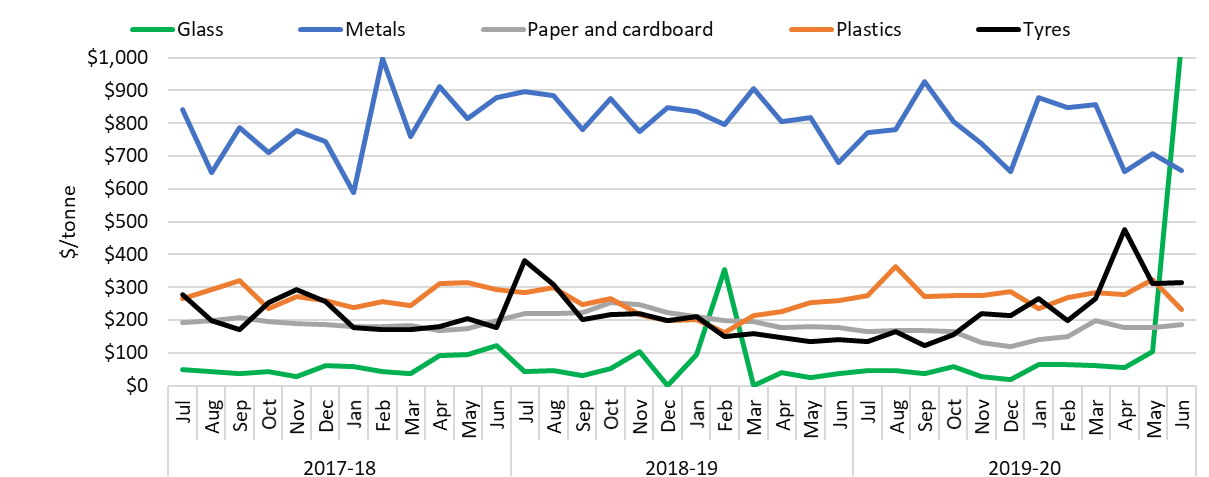 Glass Metals Paper and cardboard Plastics Tyres
$1,000
$900
$800
$700
$600
$500
$400
$300
$200
$100
$0
$/tonne
Jul Aug Sep Oct Nov Dec Jan Feb Mar Apr May Jun Jul Aug Sep Oct Nov Dec Jan Feb Mar Apr May Jun Jul Aug Sep Oct Nov Dec Jan Feb Mar Apr May Jun
2017-18 2018-19 2019-20